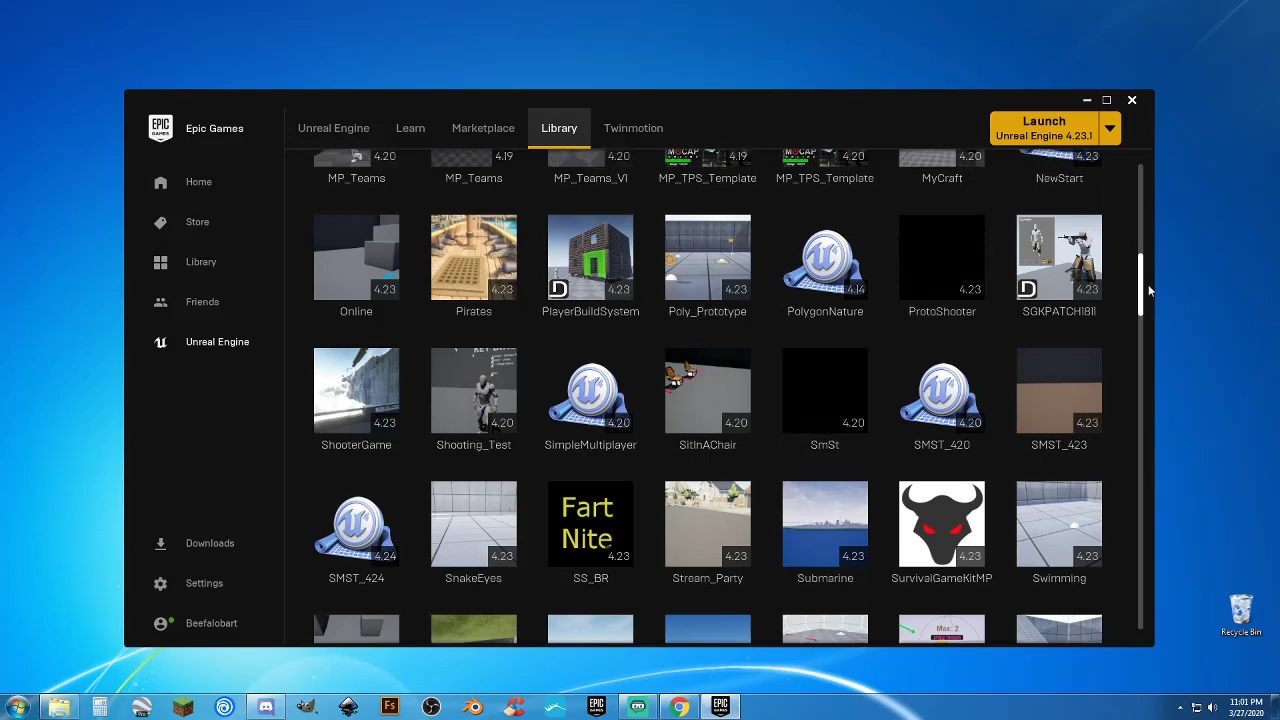 EPIC GAMES
Epic Games
Unreal Engine
Learn
Marketplace
Library
Twinmotion
Launch
Unreal Engine 4.23.1
Home
Store
Library
Friends
Unreal Engine
Downloads
Settings
Beefalobart
4.20
4.19
4.20
4.19
4.20
4.20
4.23
MP_Teams
MP_Teams
MP_Teams_V1
MP_TPS_Template
MP_TPS_Template
MyCraft
NewStart
4.23
4.23
D
4.23
4.23
4.14
4.23
D
4.23
Online
Pirates
PlayerBuildSystem
Poly_Prototype
PolygonNature
ProtoShooter
SGKPATCH1811
4.23
4.20
4.20
4.20
4.20
4.20
4.23
ShooterGame
Shooting_Test
SimpleMultiplayer
SitInAChair
SmSt
SMST_420
SMST_423
Fart
Nite
4.24
4.23
4.23
4.23
4.23
4.23
4.23
SMST_424
SnakeEyes
SS_BR
Stream_Party
Submarine
SurvivalGameKitMP
Swimming
Max: 2
Recycle Bin
Fs
11:01 PM
3/27/2020